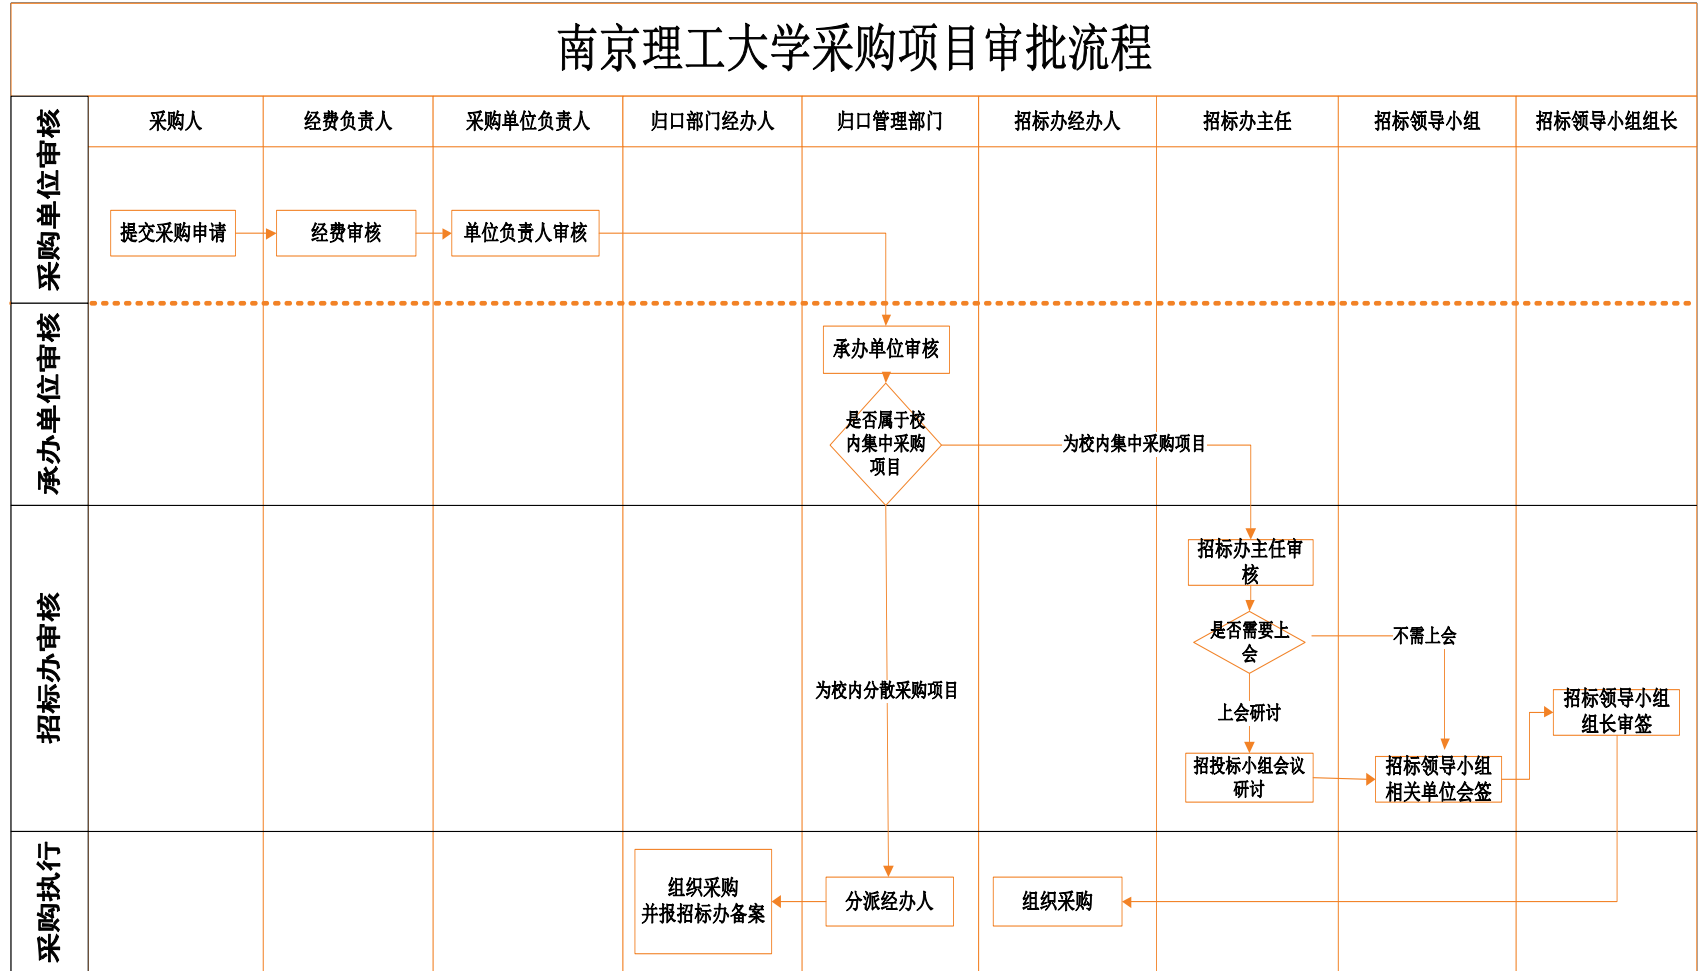 南京理工大学采购项目审批流程
采购人
经费负责人
采购单位负责人
归口部门经办人
归口管理部门
招标办经办人
招标办主任
招标领导小组
招标领导小组组长
采购单位审核
提交采购申请
经费审核
单位负责人审核
承办单位审核
承办单位审核
是否属于校
内集中采购
项目
为校内集中采购项目
招标办审核
招标办主任审
核
是否需要上
会
不需上会
为校内分散采购项目
上会研讨
招标领导小组
组长审签
招投标小组会议
研讨
招标领导小组
相关单位会签
采购执行
组织采购
并报招标办备案
分派经办人
组织采购